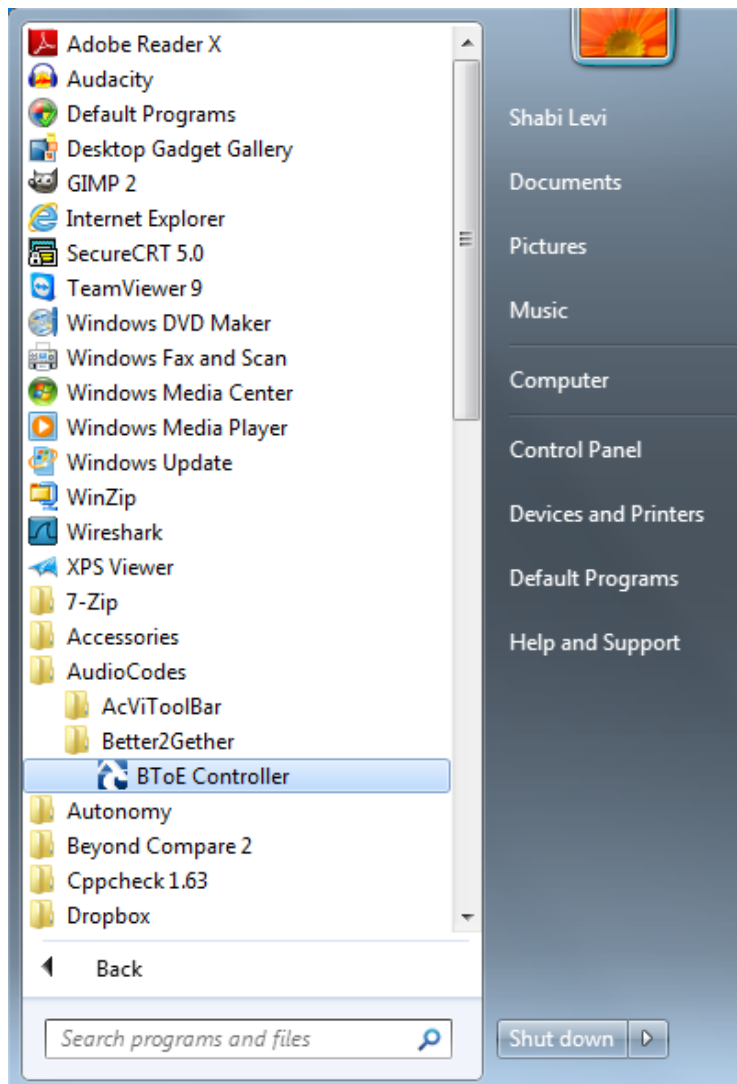 Adobe Reader X
Audacity
Default Programs
Desktop Gadget Gallery
GIMP 2
Internet Explorer
SecureCRT 5.0
TeamViewer 9
Windows DVD Maker
Windows Fax and Scan
Windows Media Center
Windows Media Player
Windows Update
WinZip
Wireshark
XPS Viewer
7-Zip
Accessories
AudioCodes
AcViToolBar
Better2Gether
BToE Controller
Autonomy
Beyond Compare 2
Cppcheck 1.63
Dropbox
Back
Search programs and files
Shabi Levi
Documents
Pictures
Music
Computer
Control Panel
Devices and Printers
Default Programs
Help and Support
Shut down